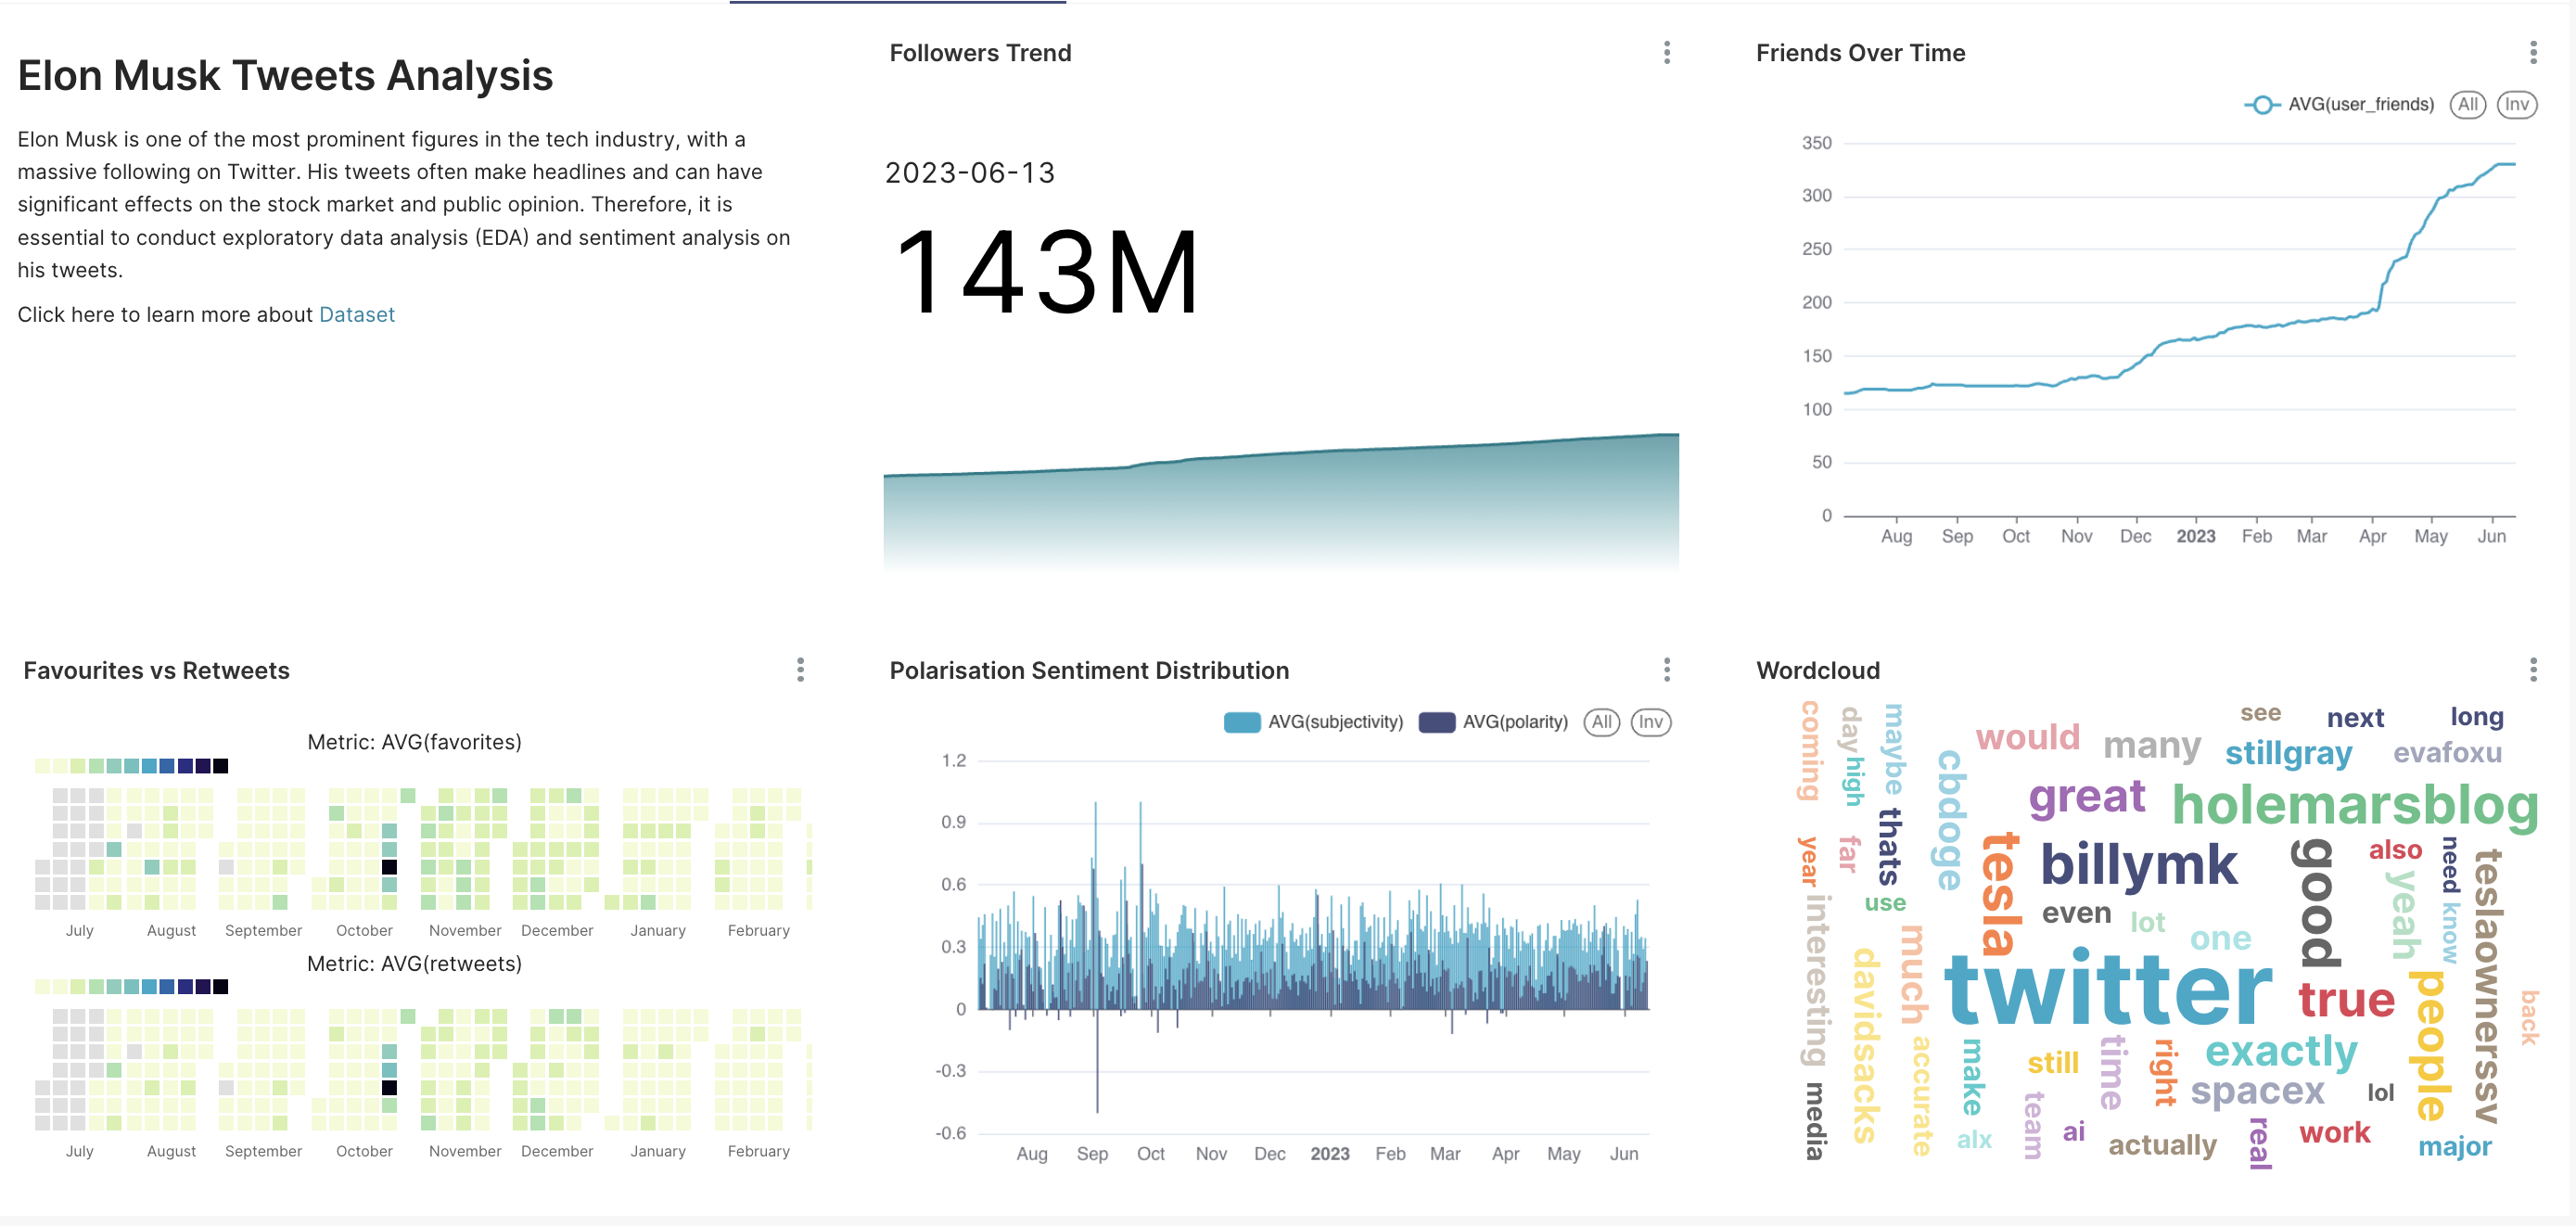 Elon Musk Tweets Analysis
Elon Musk is one of the most prominent figures in the tech industry, with a
massive following on Twitter. His tweets often make headlines and can have
significant effects on the stock market and public opinion. Therefore, it is
essential to conduct exploratory data analysis (EDA) and sentiment analysis on
his tweets.
Click here to learn more about Dataset
Followers Trend
2023-06-13
143M
Friends Over Time
AVG(user_friends) All Inv
350
300
250
200
150
100
50
0
Aug Sep Oct Nov Dec 2023 Feb Mar Apr May Jun
Favourites vs Retweets
Metric: AVG(favorites)
July August September October November December January February
Metric: AVG(retweets)
July August September October November December January February
Polarisation Sentiment Distribution
AVG(subjectivity) AVG(polarity) All Inv
1.2
0.9
0.6
0.3
0
-0.3
-0.6
Aug Sep Oct Nov Dec 2023 Feb Mar Apr May Jun
Wordcloud
coming
day
maybe
would
many
see
next
long
stillgray
evafoxu
high
cbdoge
great
holemarsblog
thats
year
far
tesla
billymk
good
also
need
teslaownerssv
yeah
use
even
lot
one
know
interesting
much
davidsacks
twitter
true
people
back
accurate
make
still
time
right
exactly
spacex
lol
media
team
alx
ai
actually
real
work
major